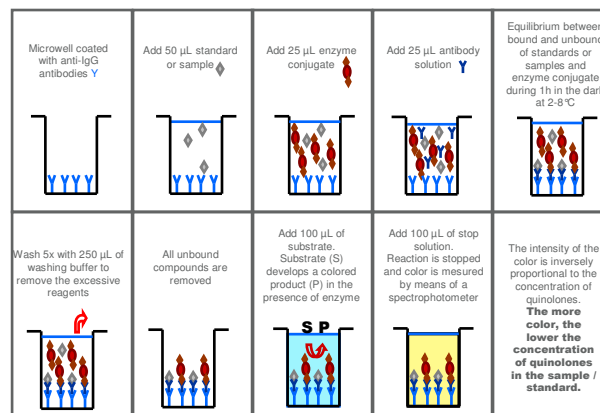 Microwell coated
with anti-IgG
antibodies Y
Add 50 µL standard
or sample
Add 25 µL enzyme
conjugate
Add 25 µL antibody
solution
Equilibrium between
bound and unbound
of standards or
samples and
enzyme conjugate
during 1h in the dark
at 2-8°C
Wash 5x with 250 µL of
washing buffer to
remove the excessive
reagents
All unbound
compounds are
removed
Add 100 µL of
substrate.
Substrate (S)
develops a colored
product (P) in the
presence of enzyme
S P
Add 100 µL of stop
solution.
Reaction is stopped
and color is mesured
by means of a
spectrophotometer
The intensity of the
color is inversely
proportional to the
concentration of
quinolones.
The more
color, the
lower the
concentration
of quinolones
in the sample /
standard.